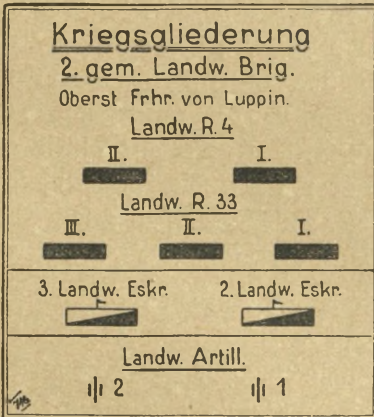 Kriegsgliederung
2. gem. Landw. Brig.
Oberst Frhr. von Luppin.
Landw. R. 4
II. I.
Landw. R. 33
III. II. I.
3. Landw. Eskr. 2. Landw. Eskr.
Landw. Artill.
2 1